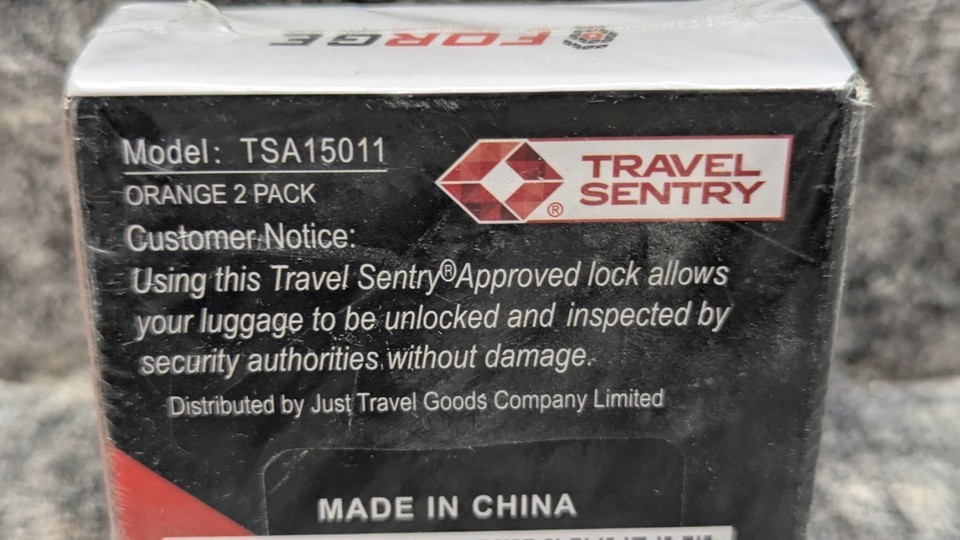 FORGE
Model: TSA15011
ORANGE 2 PACK
TRAVEL
SENTRY
®
Customer Notice:
Using this Travel Sentry® Approved lock allows
your luggage to be unlocked and inspected by
security authorities without damage.
Distributed by Just Travel Goods Company Limited
MADE IN CHINA